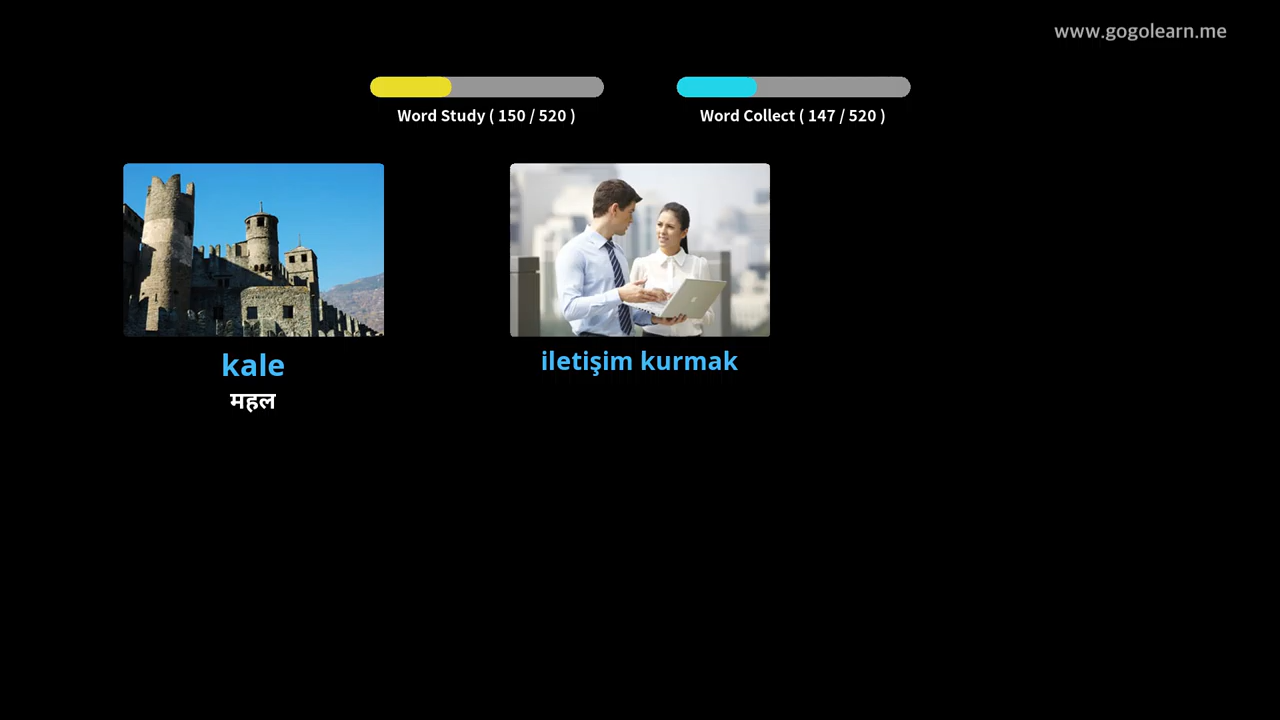 www.gogolearn.me
Word Study ( 150 / 520 )
Word Collect ( 147 / 520 )
kale
महल
iletişim kurmak